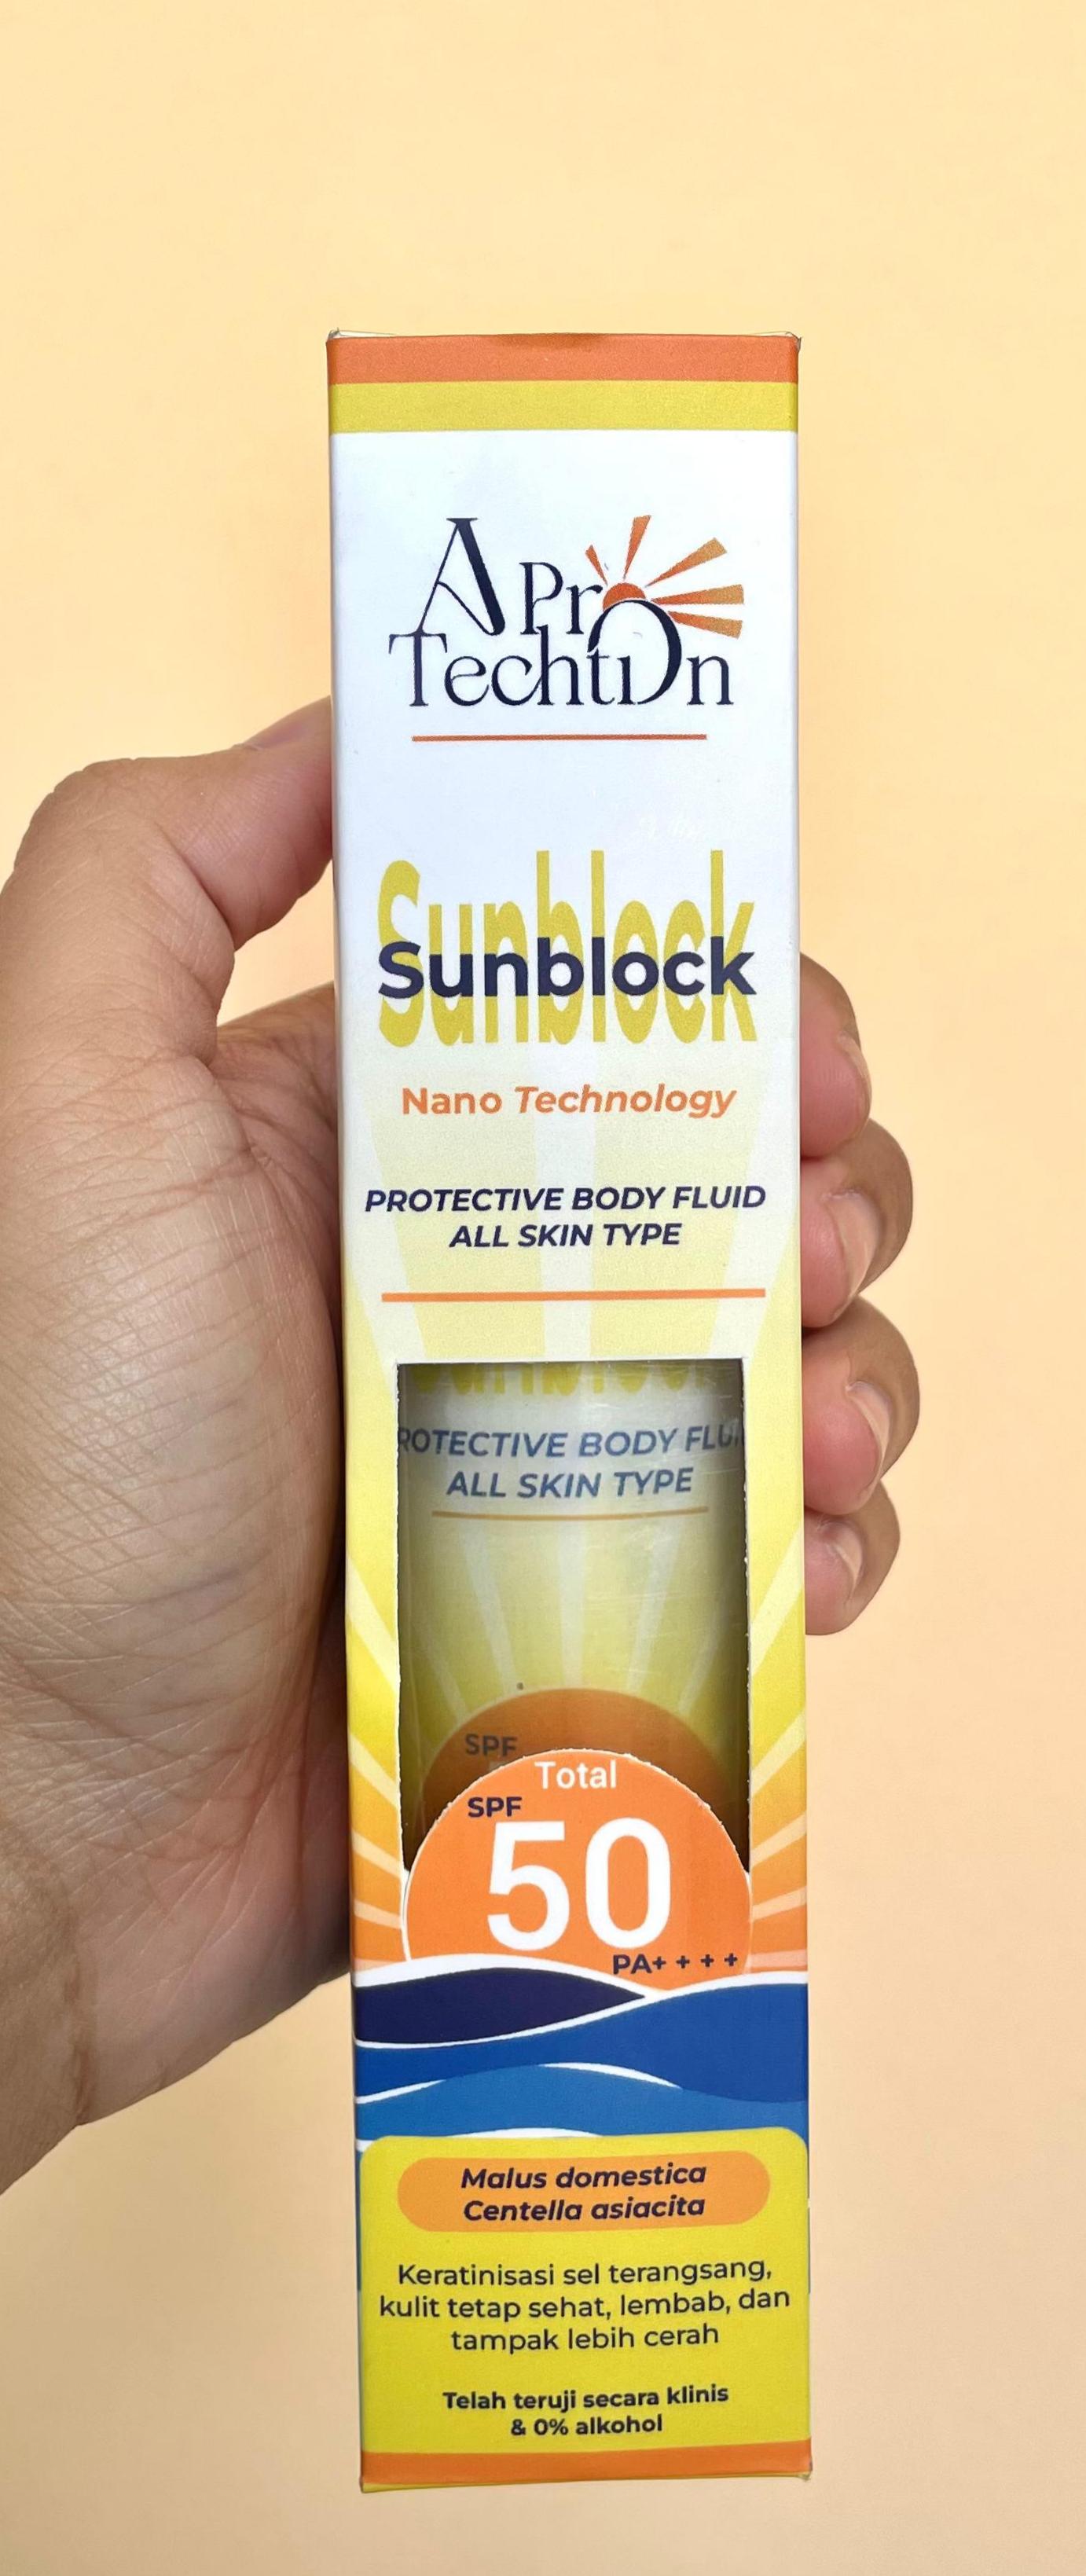 A Pro
TechtiOn
Sunblock
Sunblock
Nano Technology
PROTECTIVE BODY FLUID
ALL SKIN TYPE
PROTECTIVE BODY FLUID
ALL SKIN TYPE
SPF
Total
SPF
50
PA++++
Malus domestica
Centella asiacita
Keratinisasi sel terangsang,
kulit tetap sehat, lembab, dan
tampak lebih cerah
Telah teruji secara klinis
& 0% alkohol